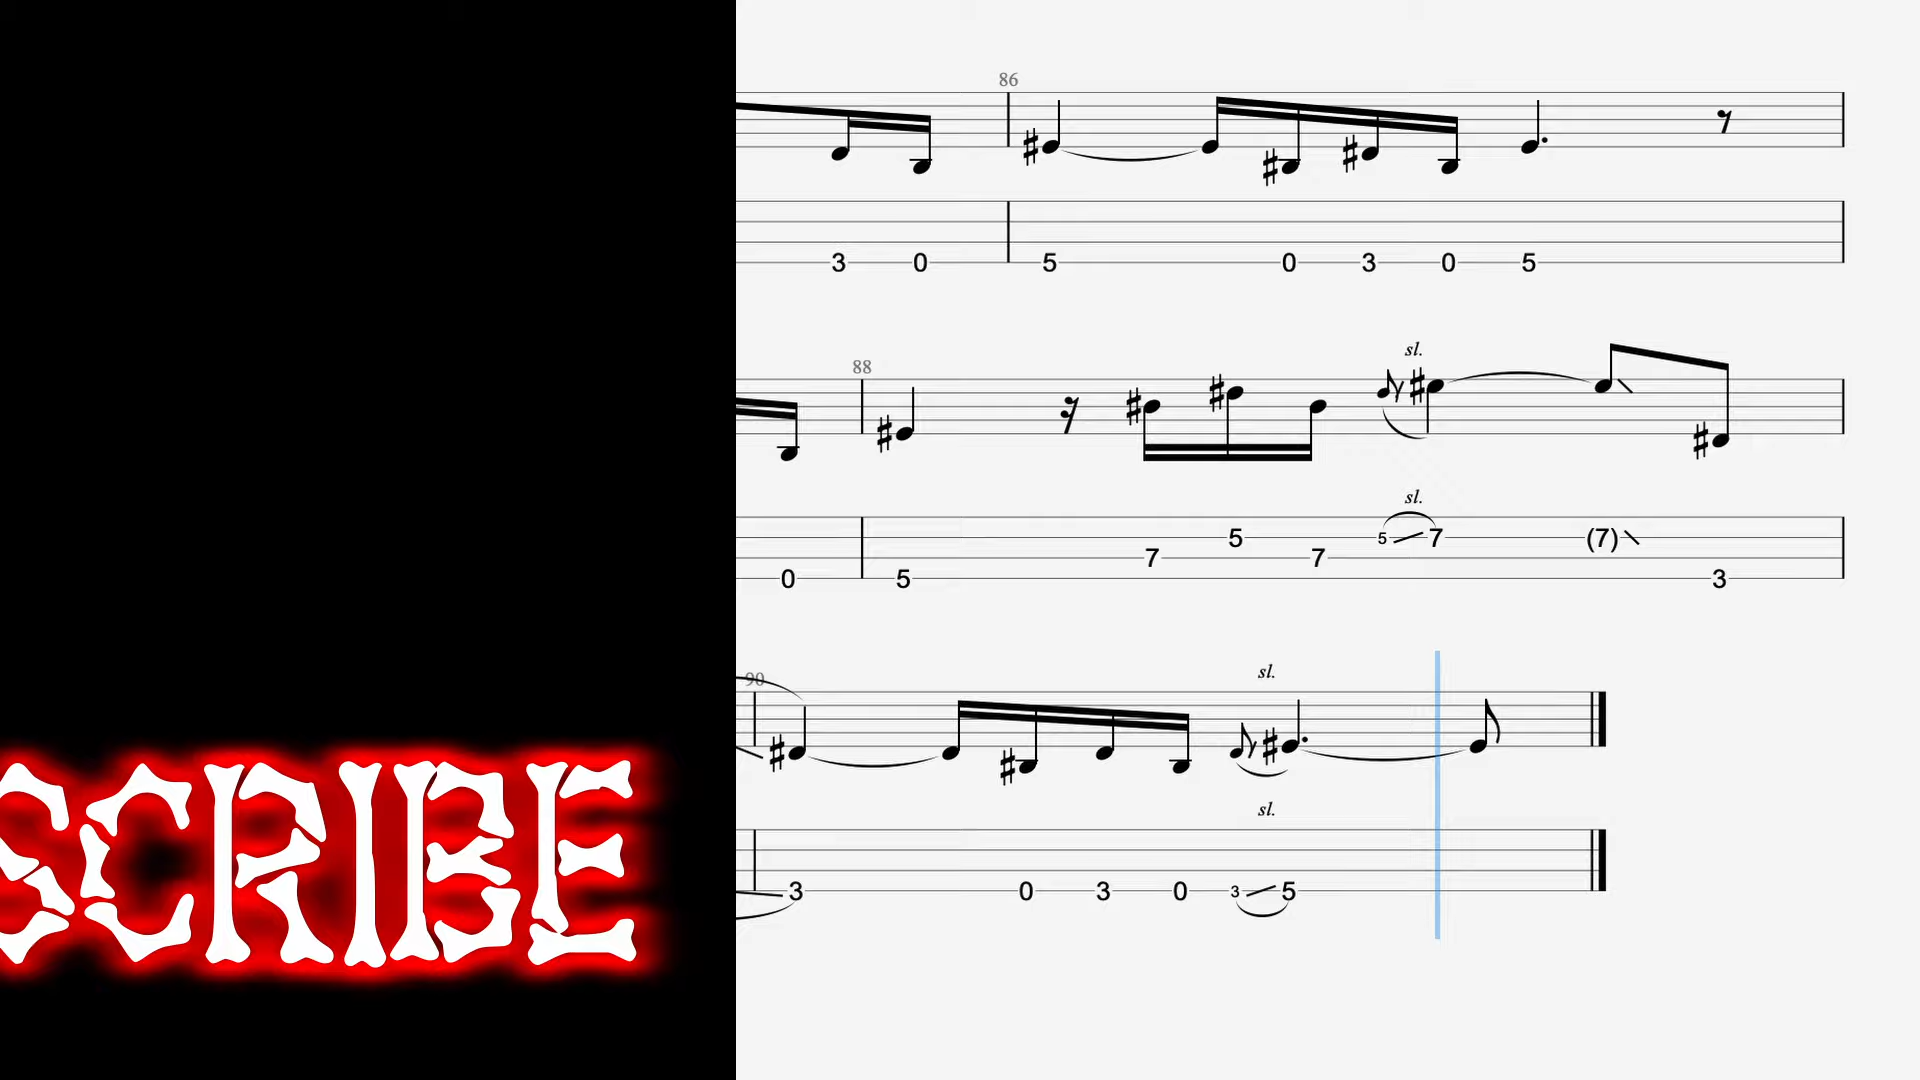 86
3 0 5 0 3 0 5
88
sl.
sl.
0 5 7 5 7 5 7 (7) 3
90
sl.
SCRIBE
sl.
3 0 3 0 3 5